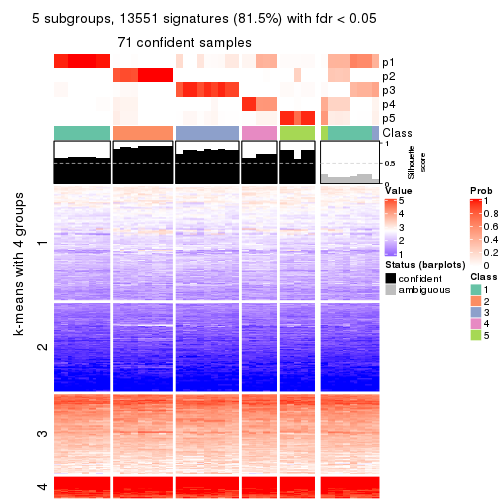 5 subgroups, 13551 signatures (81.5%) with fdr < 0.05
71 confident samples
p1
p2
p3
p4
p5
Class
1
0.5
0
Silhouette
score
k-means with 4 groups
1
2
3
4
Value
5
4
3
2
1
Status (barplots)
confident
ambiguous
Prob
1
0.8
0.6
0.4
0.2
0
Class
1
2
3
4
5